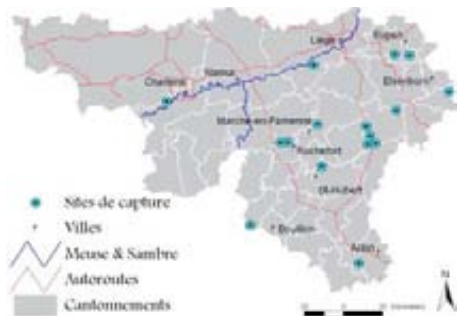 Liège
Eupen
Namur
Charleroi
Elsenborn
Marche-en-Famenne
Rochefort
St-Hubert
Bouillon
Arlon
Sites de capture
Villes
Meuse & Sambre
Autoroutes
Cantonnements
N